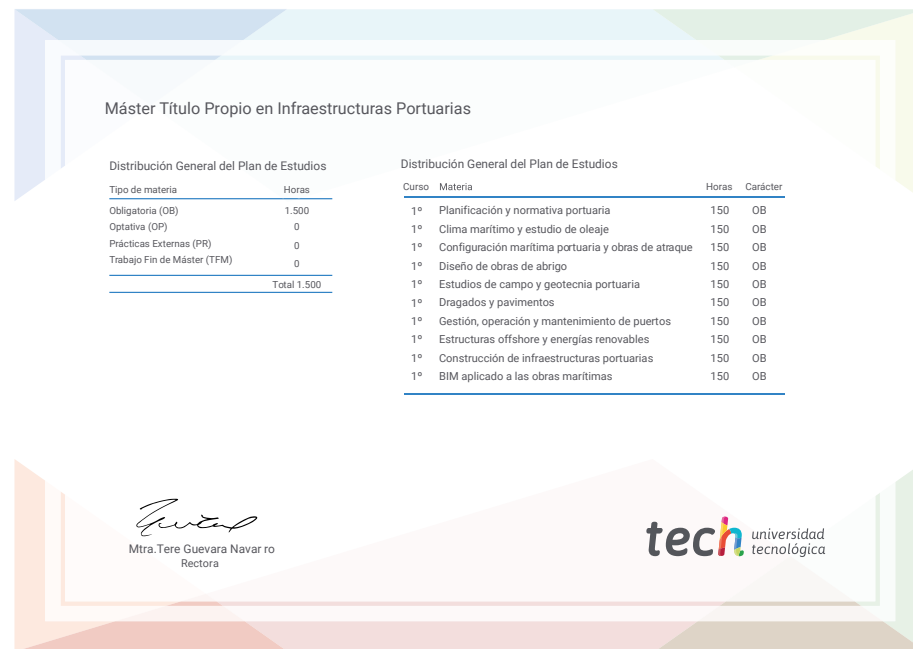 Máster Título Propio en Infraestructuras Portuarias
Distribución General del Plan de Estudios
Tipo de materia Horas
Obligatoria (OB) 1.500
Optativa (OP) 0
Prácticas Externas (PR) 0
Trabajo Fin de Máster (TFM) 0
Total 1.500
Distribución General del Plan de Estudios
Curso Materia Horas Carácter
1º Planificación y normativa portuaria 150 OB
1º Clima marítimo y estudio de oleaje 150 OB
1º Configuración marítima portuaria y obras de atraque 150 OB
1º Diseño de obras de abrigo 150 OB
1º Estudios de campo y geotecnia portuaria 150 OB
1º Dragados y pavimentos 150 OB
1º Gestión, operación y mantenimiento de puertos 150 OB
1º Estructuras offshore y energías renovables 150 OB
1º Construcción de infraestructuras portuarias 150 OB
1º BIM aplicado a las obras marítimas 150 OB
Mtra.Tere Guevara Navar ro
Rectora
tech universidad
tecnológica